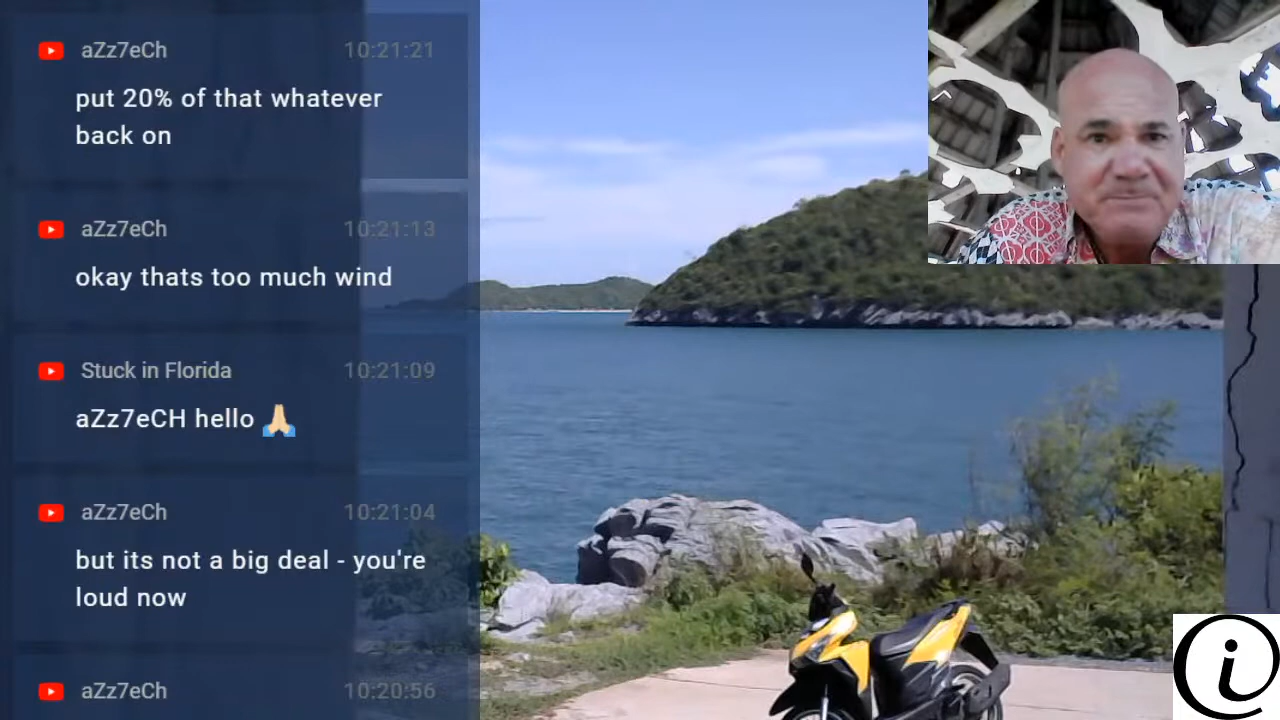 aZz7eCh 10:21:21
put 20% of that whatever
back on
aZz7eCh 10:21:13
okay thats too much wind
Stuck in Florida 10:21:09
aZz7eCH hello 🙏
aZz7eCh 10:21:04
but its not a big deal - you're
loud now
aZz7eCh 10:20:56
i